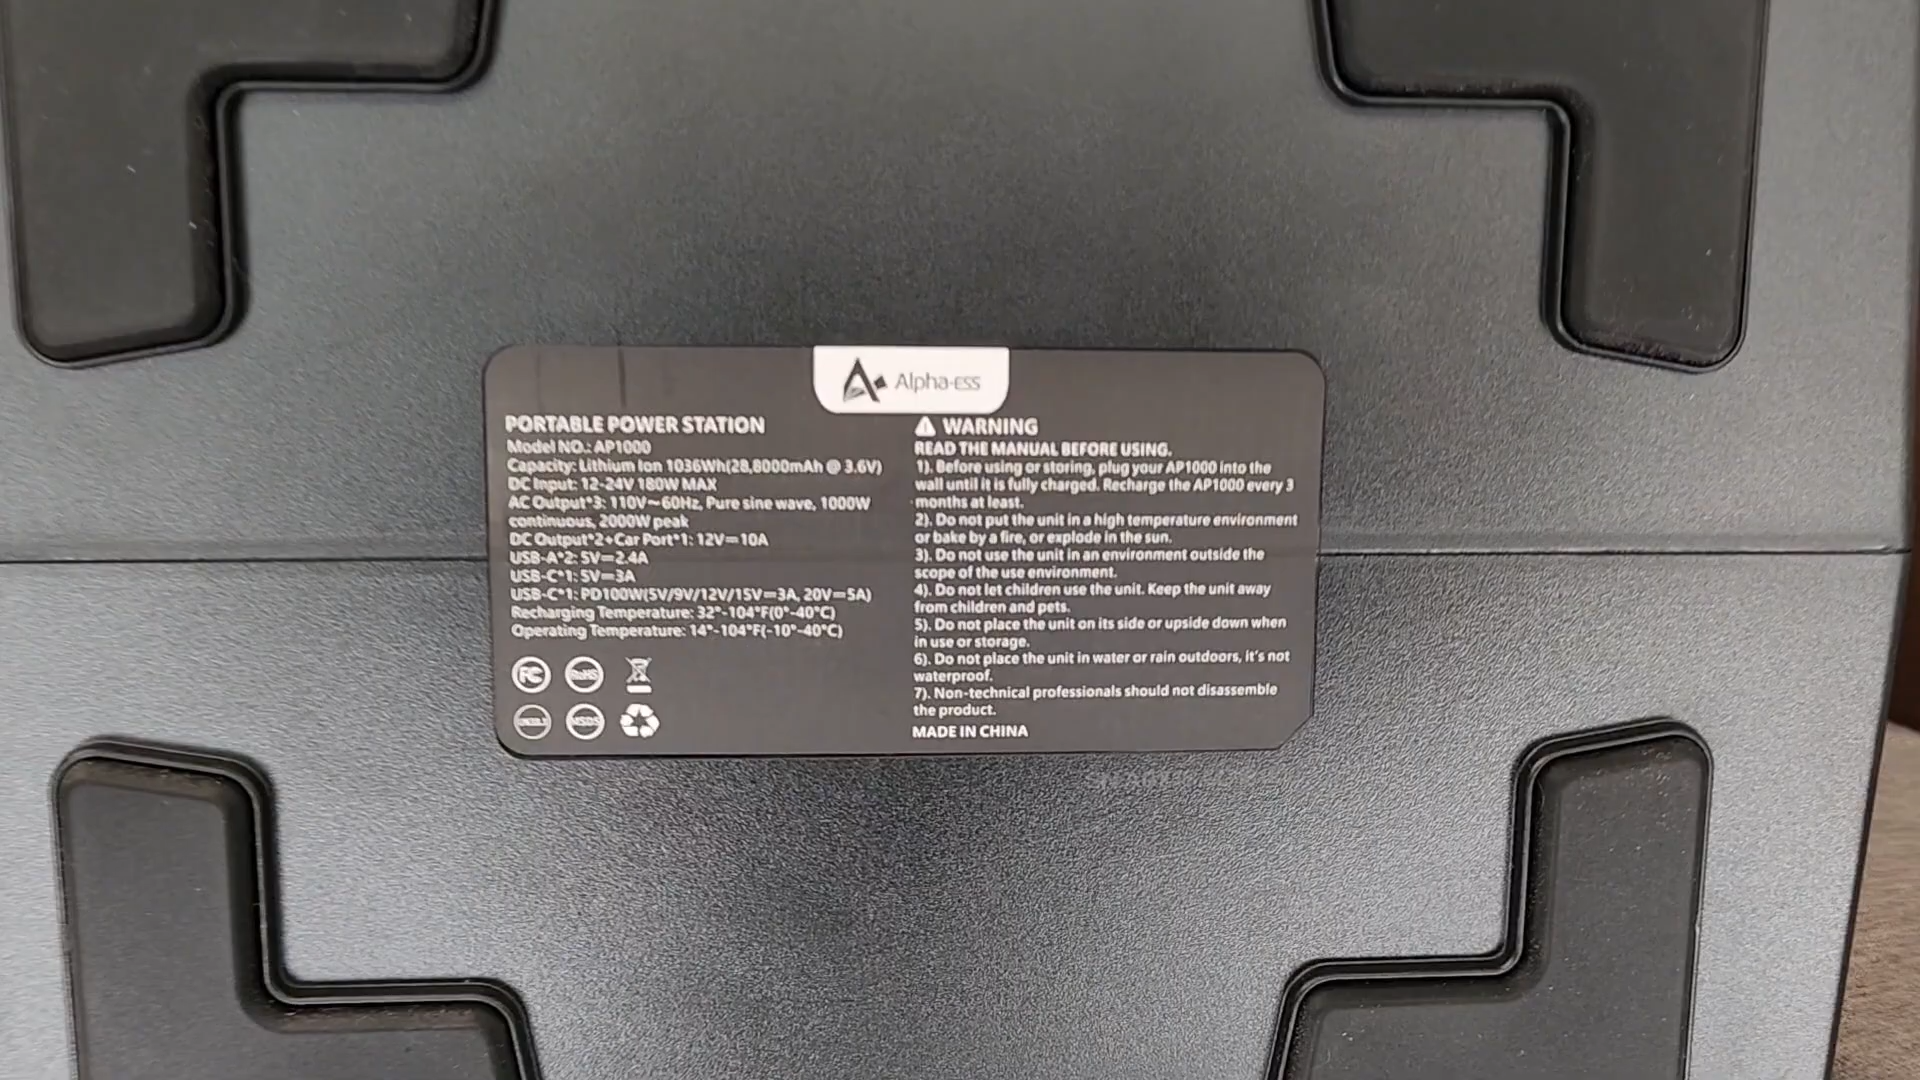 Alpha-ESS
PORTABLE POWER STATION
Model NO.: AP1000
Capacity: Lithium Ion 1036Wh(28,8000mAh @ 3.6V)
DC Input: 12-24V 180W MAX
AC Output*3: 110V~60Hz, Pure sine wave, 1000W
continuous, 2000W peak
DC Output*2+Car Port*1: 12V⎓10A
USB-A*2: 5V⎓2.4A
USB-C*1: 5V⎓3A
USB-C*1: PD100W(5V/9V/12V/15V⎓3A, 20V⎓5A)
Recharging Temperature: 32°-104°F(0°-40°C)
Operating Temperature: 14°-104°F(-10°-40°C)
FC RoHS
UN38.3 MSDS
WARNING
READ THE MANUAL BEFORE USING.
1). Before using or storing, plug your AP1000 into the
wall until it is fully charged. Recharge the AP1000 every 3
months at least.
2). Do not put the unit in a high temperature environment
or bake by a fire, or explode in the sun.
3). Do not use the unit in an environment outside the
scope of the use environment.
4). Do not let children use the unit. Keep the unit away
from children and pets.
5). Do not place the unit on its side or upside down when
in use or storage.
6). Do not place the unit in water or rain outdoors, it's not
waterproof.
7). Non-technical professionals should not disassemble
the product.
MADE IN CHINA